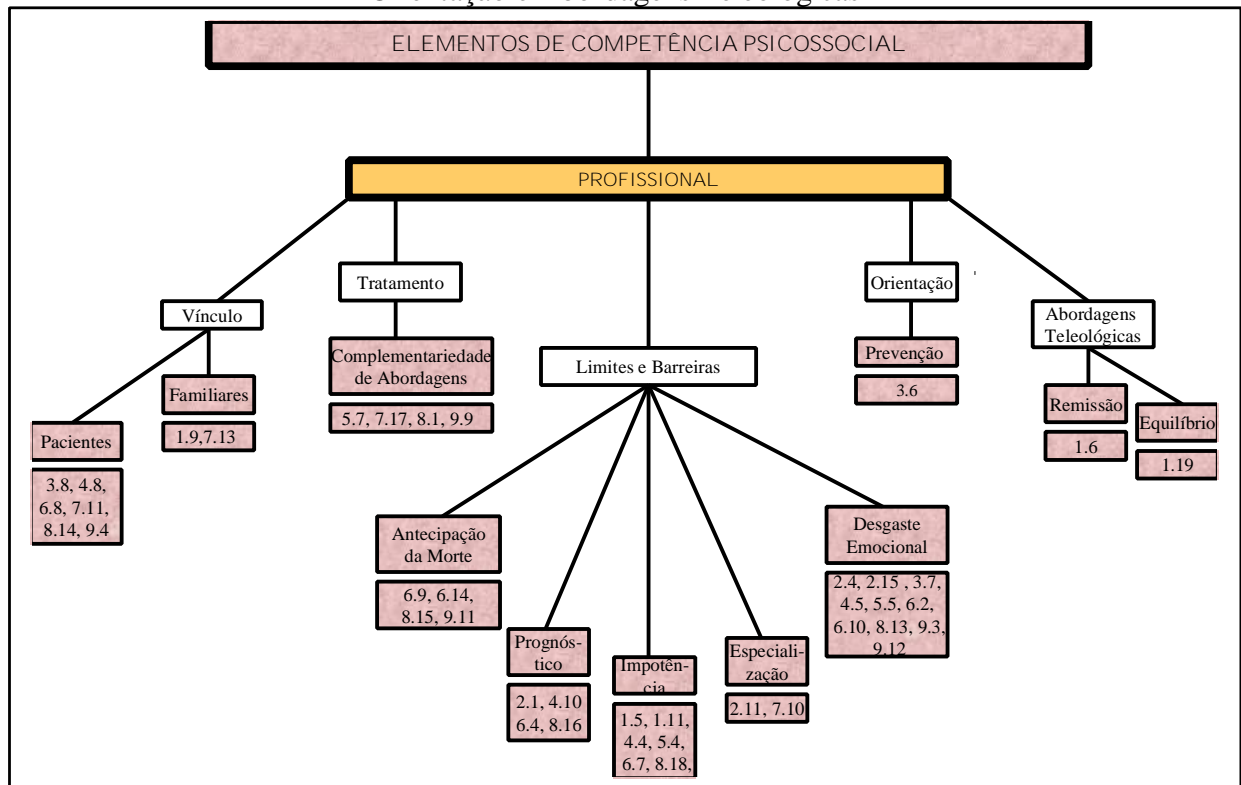 ELEMENTOS DE COMPETÊNCIA PSICOSSOCIAL
PROFISSIONAL
Vínculo
Pacientes
3.8, 4.8,
6.8, 7.11,
8.14, 9.4
Familiares
1.9,7.13
Tratamento
Complementariedade
de Abordagens
5.7, 7.17, 8.1, 9.9
Limites e Barreiras
Antecipação
da Morte
6.9, 6.14,
8.15, 9.11
Prognós-
tico
2.1, 4.10
6.4, 8.16
Impotên-
cia
1.5, 1.11,
4.4, 5.4,
6.7, 8.18,
Especiali-
zação
2.11, 7.10
Desgaste
Emocional
2.4, 2.15 , 3.7,
4.5, 5.5, 6.2,
6.10, 8.13, 9.3,
9.12
Orientação
Prevenção
3.6
Abordagens
Teleológicas
Remissão
1.6
Equilíbrio
1.19